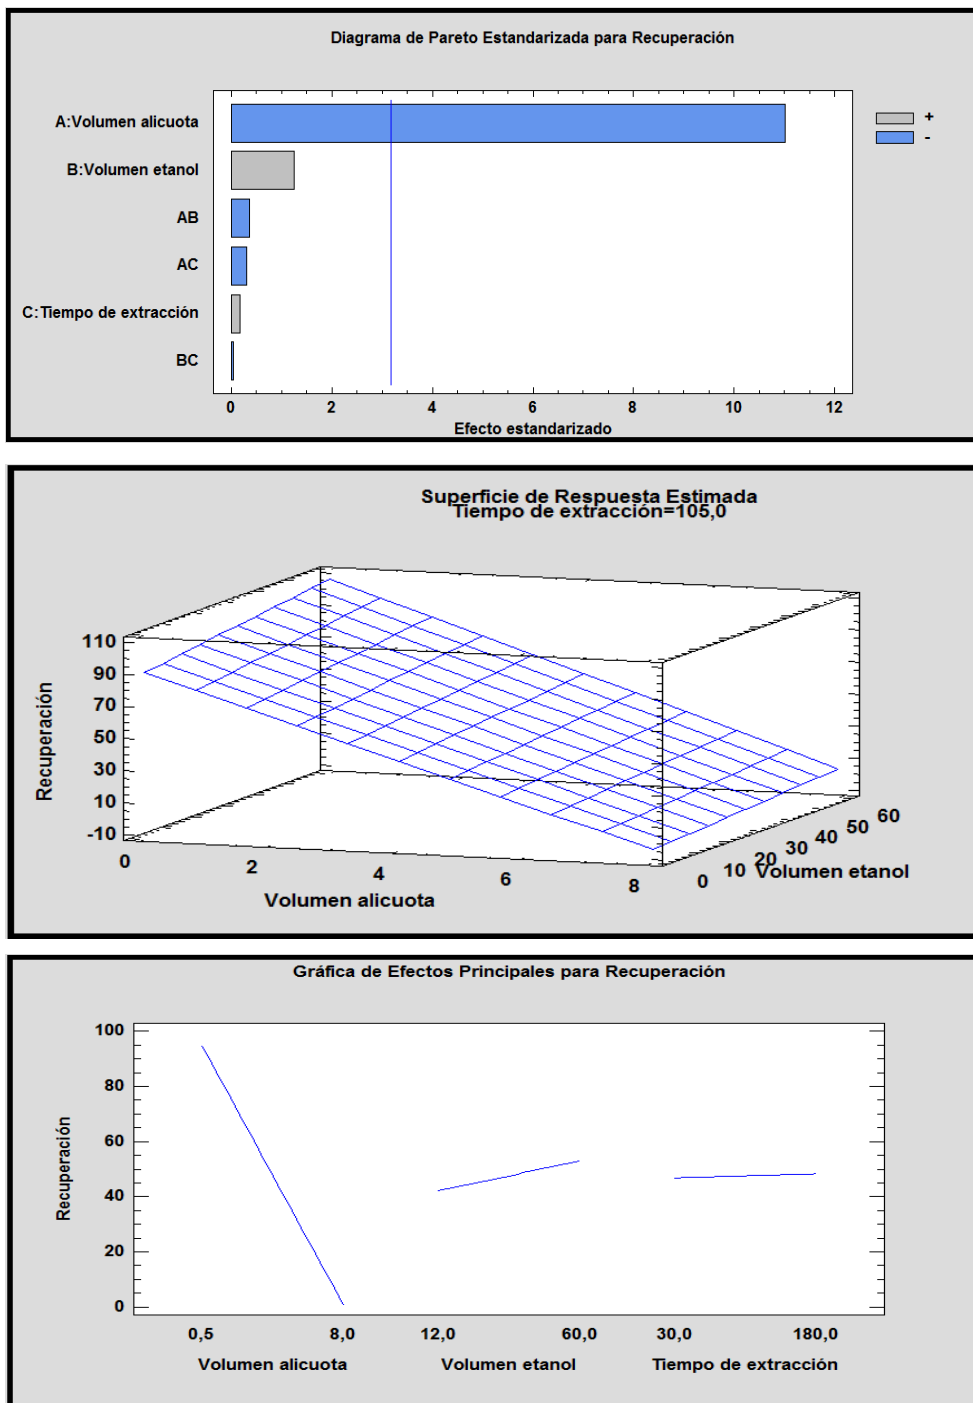 Diagrama de Pareto Estandarizada para Recuperación
A:Volumen alicuota
B:Volumen etanol
AB
AC
C:Tiempo de extracción
BC
+
-
0 2 4 6 8 10 12
Efecto estandarizado
Superficie de Respuesta Estimada
Tiempo de extracción=105,0
Recuperación
110
90
70
50
30
10
-10
0 2 4 6 8
Volumen alicuota
0 10 20 30 40 50 60
Volumen etanol
Gráfica de Efectos Principales para Recuperación
Recuperación
100
80
60
40
20
0
0,5 8,0 12,0 60,0 30,0 180,0
Volumen alicuota Volumen etanol Tiempo de extracción